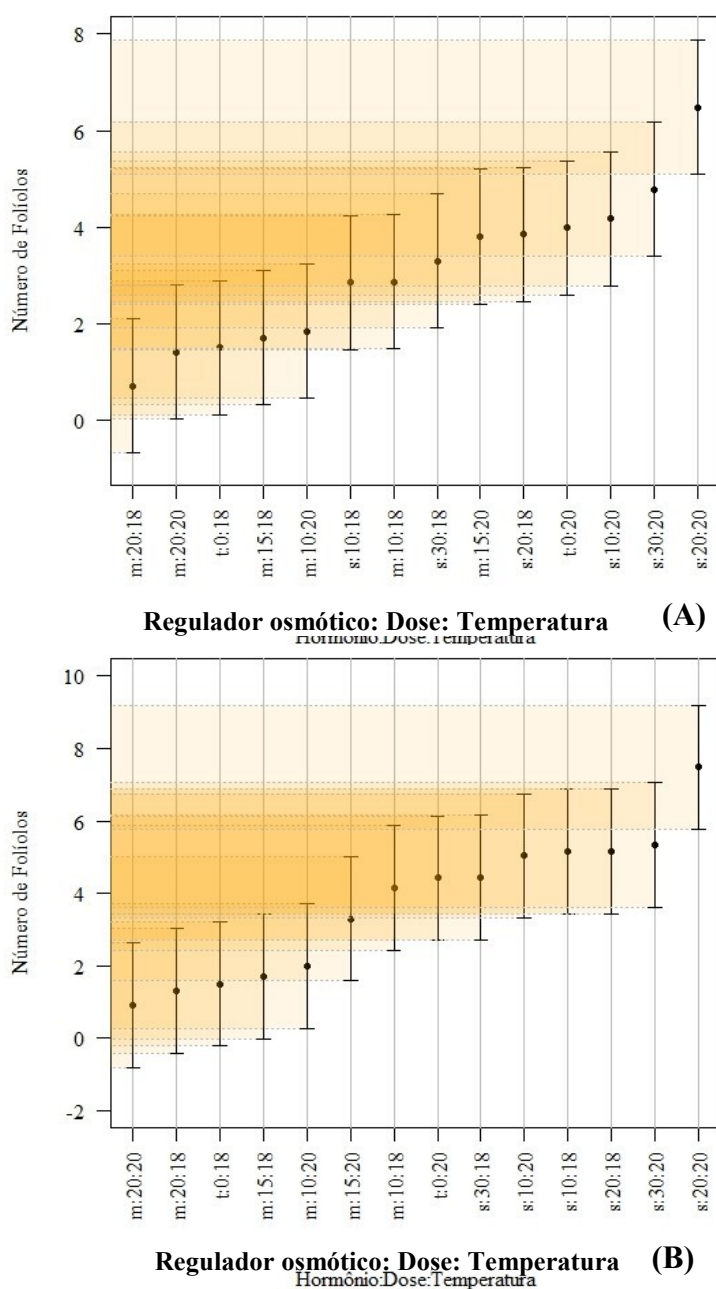 8
6
4
2
0
Número de Folíolos
m:20:18
m:20:20
t:0:18
m:15:18
m:10:20
s:10:18
m:10:18
s:30:18
m:15:20
s:20:18
t:0:20
s:10:20
s:30:20
s:20:20
Regulador osmótico: Dose: Temperatura (A)
Hormônio:Dose:Temperatura
10
8
6
4
2
0
-2
Número de Folíolos
m:20:20
m:20:18
t:0:18
m:15:18
m:10:20
m:15:20
m:10:18
t:0:20
s:30:18
s:10:20
s:10:18
s:20:18
s:30:20
s:20:20
Regulador osmótico: Dose: Temperatura (B)
Hormônio:Dose:Temperatura